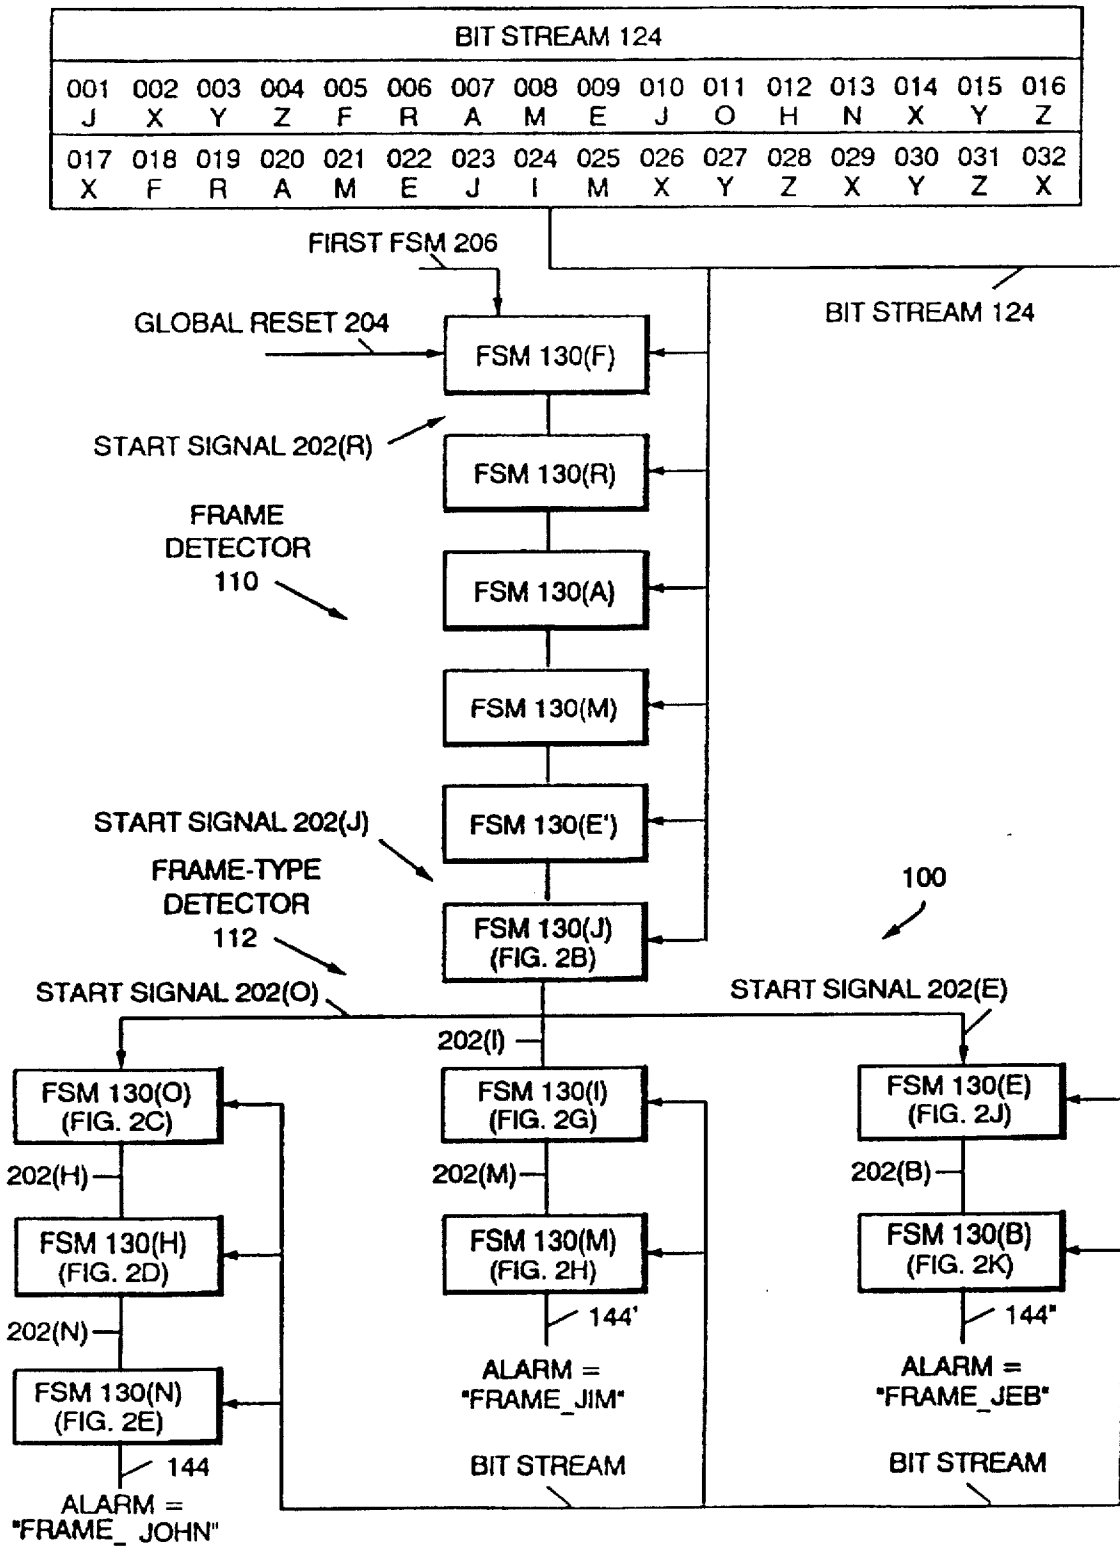 BIT STREAM 124
001 002 003 004 005 006 007 008 009 010 011 012 013 014 015 016
J X Y Z F R A M E J O H N X Y Z
017 018 019 020 021 022 023 024 025 026 027 028 029 030 031 032
X F R A M E J I M X Y Z X Y Z X
FIRST FSM 206
BIT STREAM 124
GLOBAL RESET 204
FSM 130(F)
START SIGNAL 202(R)
FSM 130(R)
FRAME
DETECTOR
110
FSM 130(A)
FSM 130(M)
START SIGNAL 202(J)
FSM 130(E')
FRAME-TYPE
DETECTOR
112
100
FSM 130(J)
(FIG. 2B)
START SIGNAL 202(O)
START SIGNAL 202(E)
202(I)
FSM 130(O)
(FIG. 2C)
FSM 130(I)
(FIG. 2G)
FSM 130(E)
(FIG. 2J)
202(H)
202(M)
202(B)
FSM 130(H)
(FIG. 2D)
FSM 130(M)
(FIG. 2H)
FSM 130(B)
(FIG. 2K)
144'
144"
202(N)
ALARM =
"FRAME_JIM"
ALARM =
"FRAME_JEB"
FSM 130(N)
(FIG. 2E)
144
BIT STREAM
BIT STREAM
ALARM =
"FRAME_ JOHN"